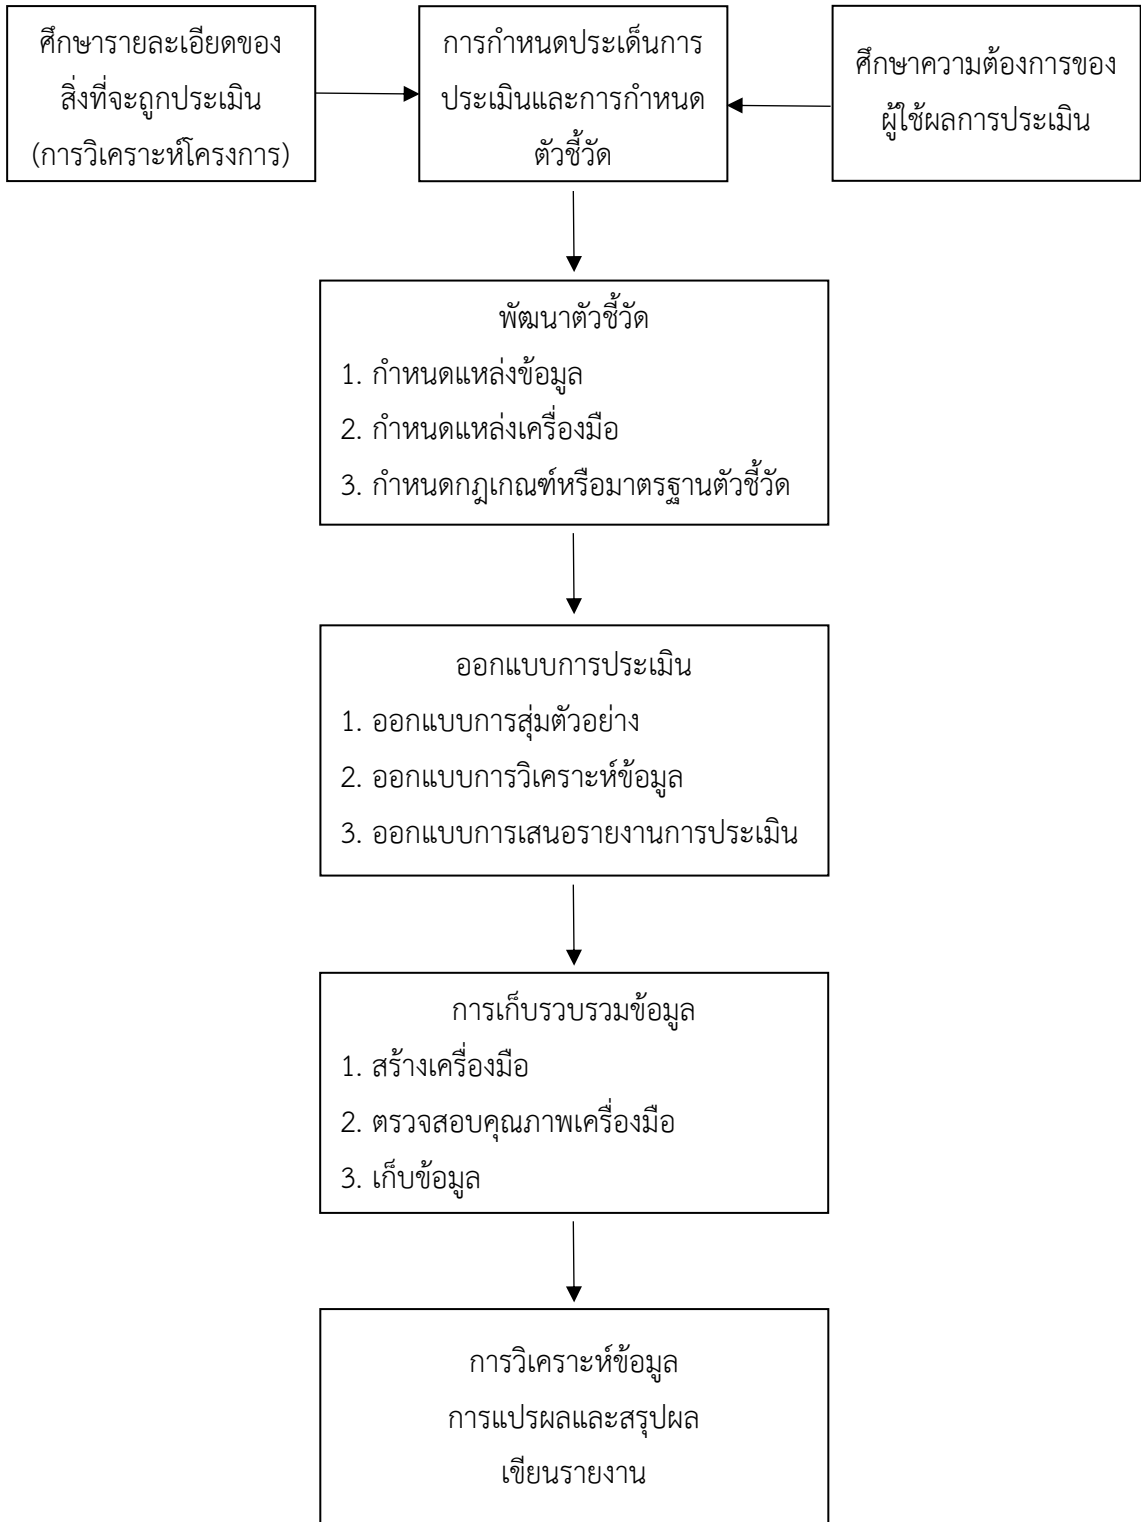 ศึกษารายละเอียดของ
สิ่งที่จะถูกประเมิน
(การวิเคราะห์โครงการ)
การกำหนดประเด็นการ
ประเมินและการกำหนด
ตัวชี้วัด
ศึกษาความต้องการของ
ผู้ใช้ผลการประเมิน
พัฒนาตัวชี้วัด
1. กำหนดแหล่งข้อมูล
2. กำหนดแหล่งเครื่องมือ
3. กำหนดกฎเกณฑ์หรือมาตรฐานตัวชี้วัด
ออกแบบการประเมิน
1. ออกแบบการสุ่มตัวอย่าง
2. ออกแบบการวิเคราะห์ข้อมูล
3. ออกแบบการเสนอรายงานการประเมิน
การเก็บรวบรวมข้อมูล
1. สร้างเครื่องมือ
2. ตรวจสอบคุณภาพเครื่องมือ
3. เก็บข้อมูล
การวิเคราะห์ข้อมูล
การแปรผลและสรุปผล
เขียนรายงาน